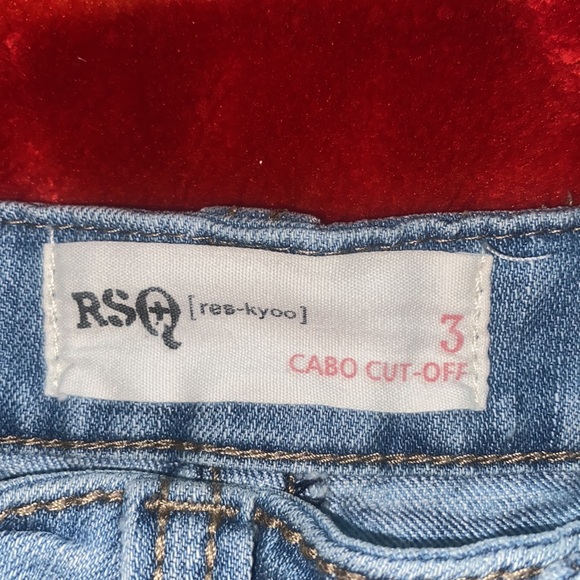 RSQ [res-kyoo]
3
CABO CUT-OFF